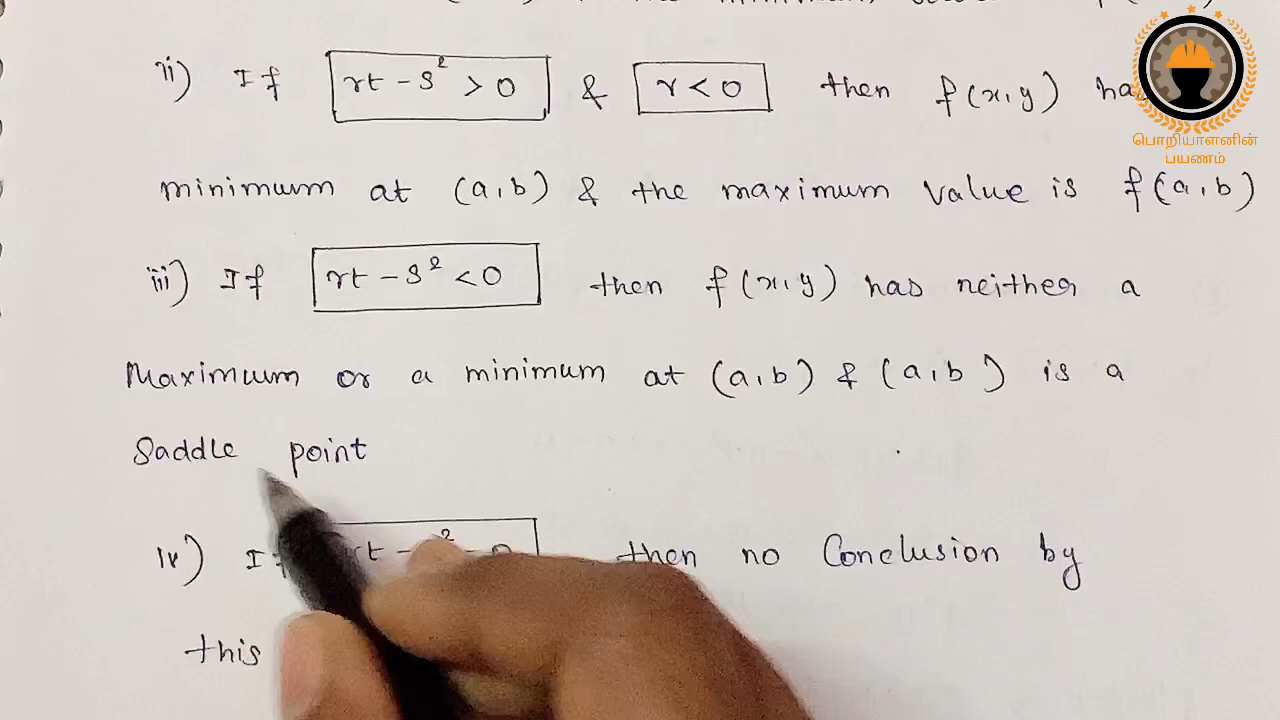 ii) If rt - s² > 0 & r < 0 then f(x,y) has
minimum at (a,b) & the maximum value is f(a,b)
iii) If rt - s² < 0 then f(x,y) has neither a
Maximum or a minimum at (a,b) & (a,b) is a
Saddle point
iv) If then no Conclusion by
this
பொறியாளனின்
பயணம்